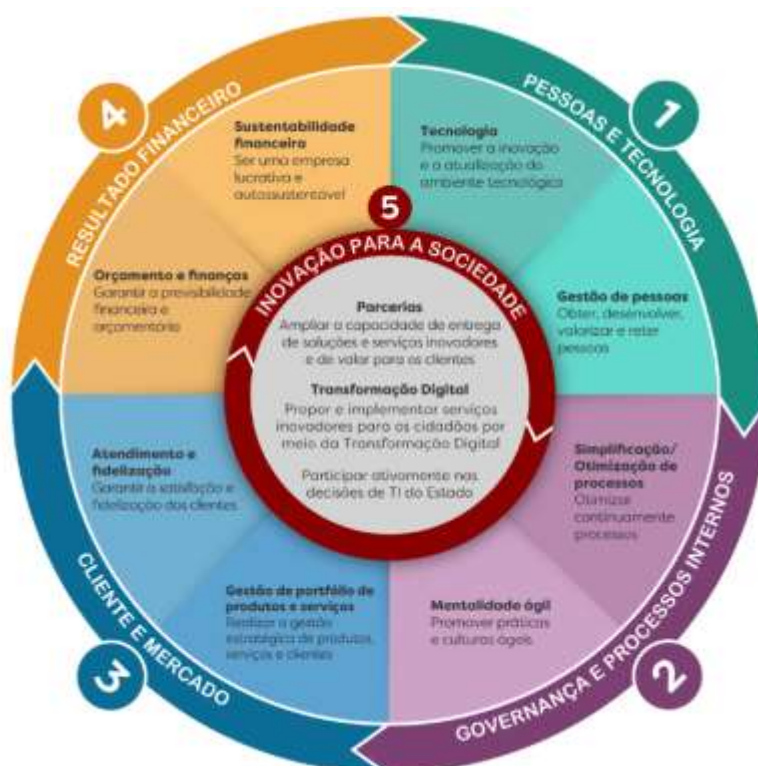 1
PESSOAS E TECNOLOGIA
Tecnologia
Promover a inovação
e a atualização do
ambiente tecnológico
Gestão de pessoas
Obter, desenvolver,
valorizar e reter
pessoas
2
GOVERNANÇA E PROCESSOS INTERNOS
Simplificação/
Otimização de
processos
Otimizar
continuamente
processos
Mentalidade ágil
Promover práticas
e culturas ágeis
3
CLIENTE E MERCADO
Gestão de portfólio de
produtos e serviços
Realizar a gestão
estratégica de produtos,
serviços e clientes
Atendimento e
fidelização
Garantir a satisfação e
fidelização dos clientes
4
RESULTADO FINANCEIRO
Orçamento e finanças
Garantir a previsibilidade
financeira e
orçamentária
Sustentabilidade
financeira
Ser uma empresa
lucrativa e
autossustentável
5
INOVAÇÃO PARA A SOCIEDADE
Parcerias
Ampliar a capacidade de entrega
de soluções e serviços inovadores
e de valor para os clientes
Transformação Digital
Propor e implementar serviços
inovadores para os cidadãos por
meio da Transformação Digital
Participar ativamente nas
decisões de TI do Estado